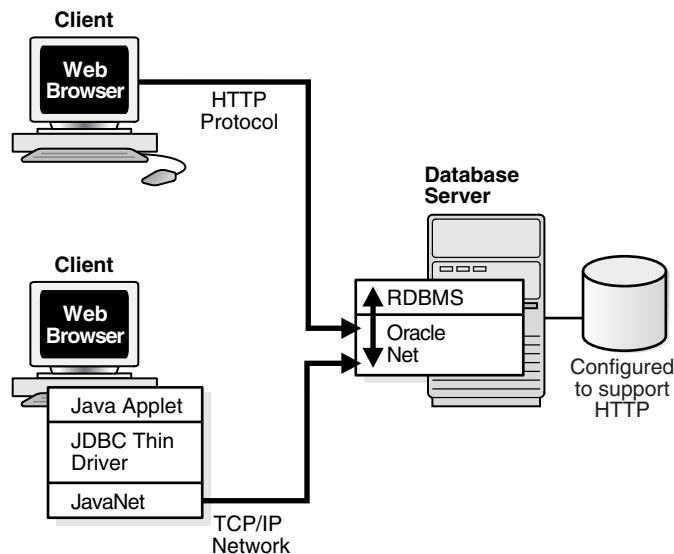 Client
Web
Browser
HTTP
Protocol
Database
Server
Client
Web
Browser
RDBMS
Oracle
Net
Configured
to support
HTTP
Java Applet
JDBC Thin
Driver
JavaNet
TCP/IP
Network